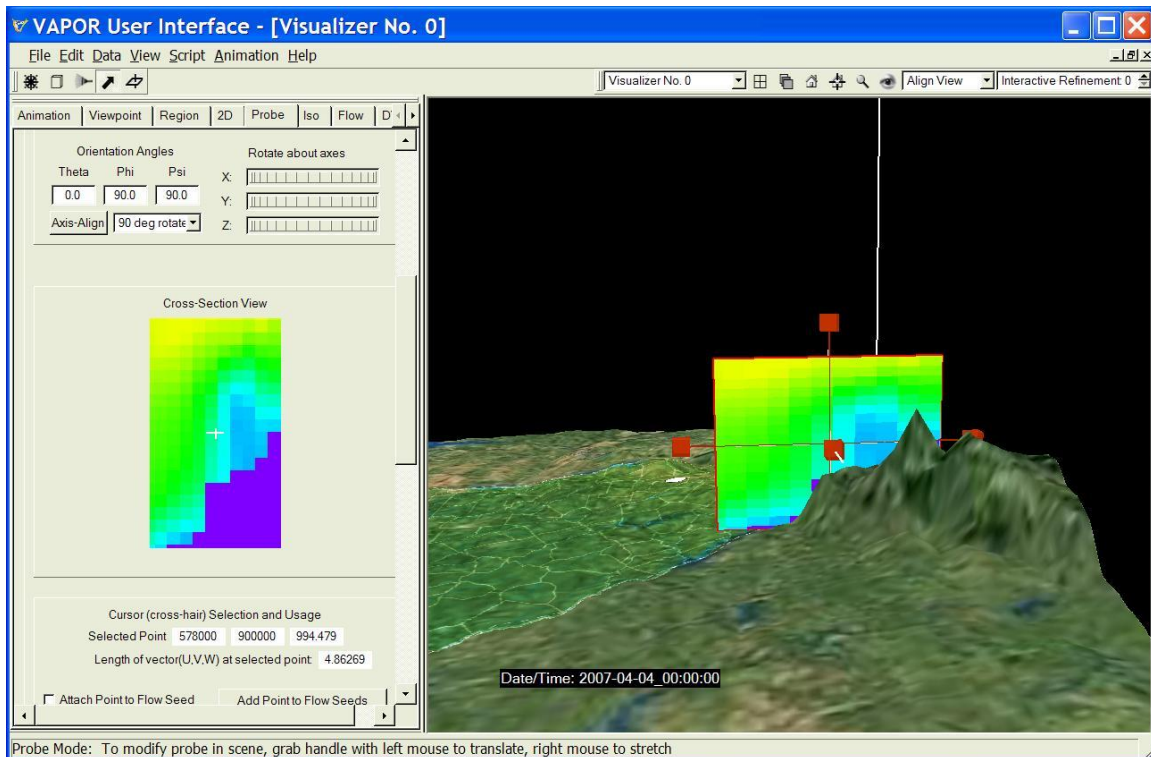 VAPOR User Interface - [Visualizer No. 0]
File Edit Data View Script Animation Help
Visualizer No. 0 Align View Interactive Refinement 0
Animation Viewpoint Region 2D Probe Iso Flow
Orientation Angles Rotate about axes
Theta Phi Psi X:
0.0 90.0 90.0 Y:
Axis-Align 90 deg rotate Z:
Cross-Section View
Cursor (cross-hair) Selection and Usage
Selected Point 578000 900000 994.479
Length of vector(U,V,W) at selected point: 4.86269
Attach Point to Flow Seed Add Point to Flow Seeds
Date/Time: 2007-04-04_00:00:00
Probe Mode: To modify probe in scene, grab handle with left mouse to translate, right mouse to stretch